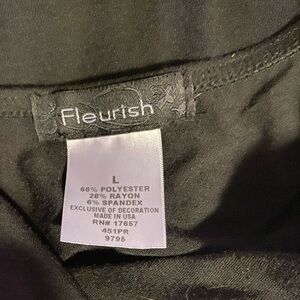 Fleurish
L
66% POLYESTER
28% RAYON
6% SPANDEX
EXCLUSIVE OF DECORATION
MADE IN USA
RN# 17657
451PR
9795